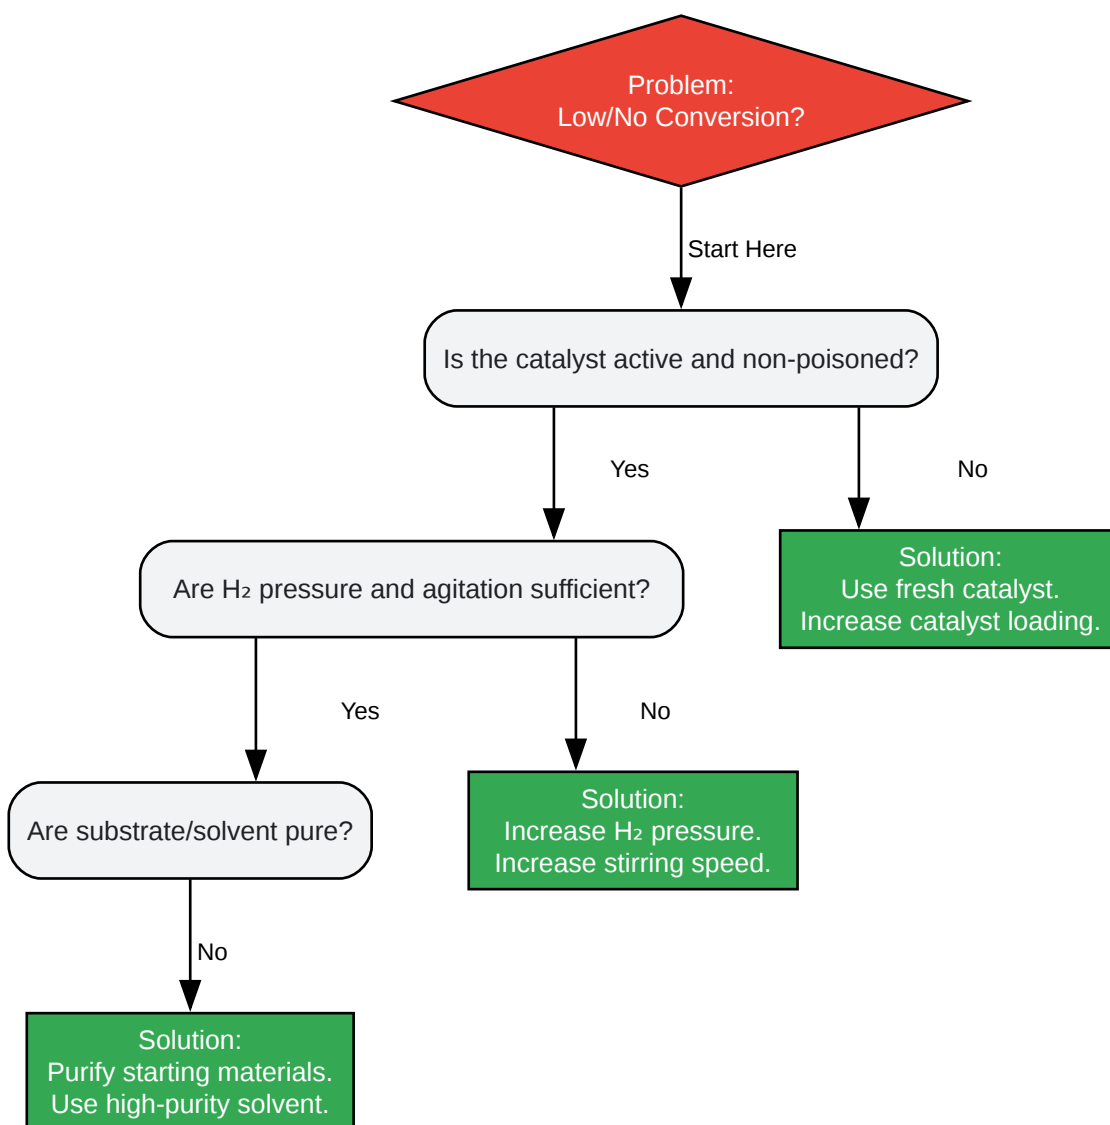 Problem:
Low/No Conversion?
Start Here
Is the catalyst active and non-poisoned?
Yes
No
Are H₂ pressure and agitation sufficient?
Solution:
Use fresh catalyst.
Increase catalyst loading.
Yes
No
Are substrate/solvent pure?
Solution:
Increase H₂ pressure.
Increase stirring speed.
No
Solution:
Purify starting materials.
Use high-purity solvent.